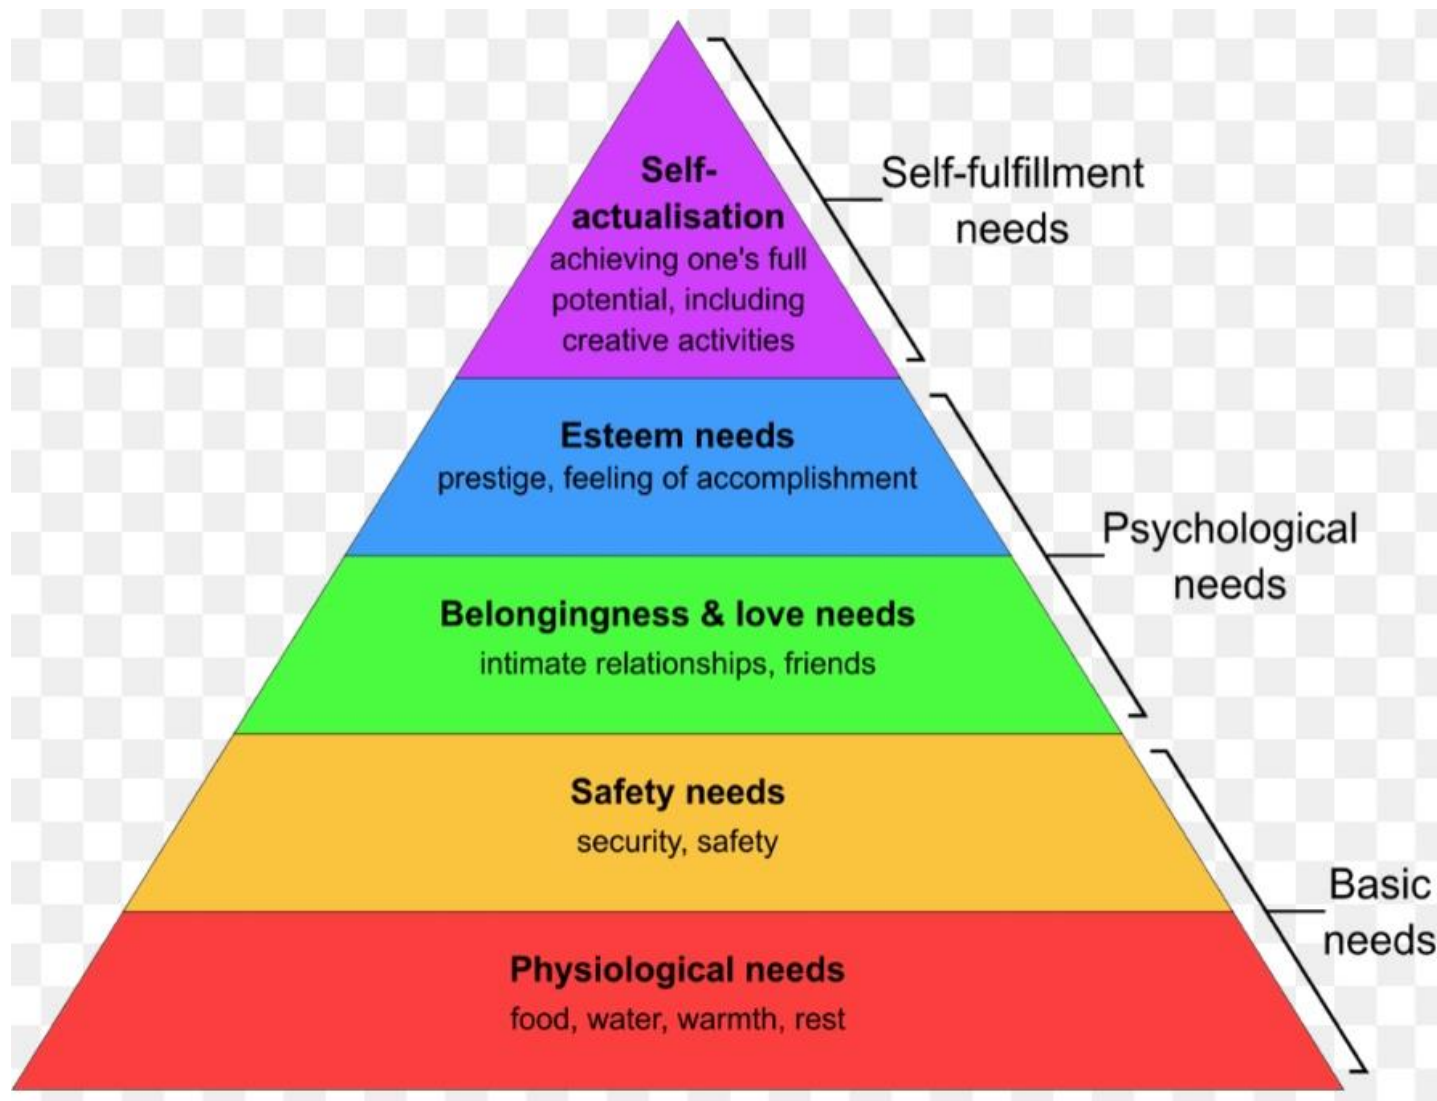 Self-
actualisation
achieving one's full
potential, including
creative activities
Self-fulfillment
needs
Esteem needs
prestige, feeling of accomplishment
Psychological
needs
Belongingness & love needs
intimate relationships, friends
Safety needs
security, safety
Basic
needs
Physiological needs
food, water, warmth, rest